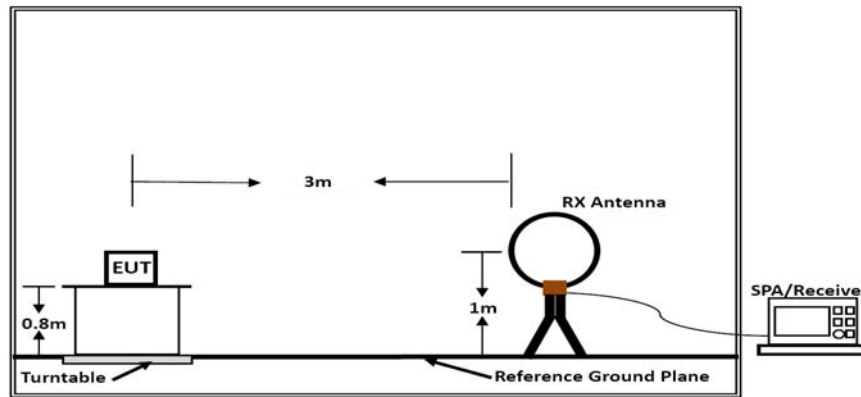 3m
RX Antenna
EUT
SPA/Receive
0.8m
1m
Turntable
Reference Ground Plane